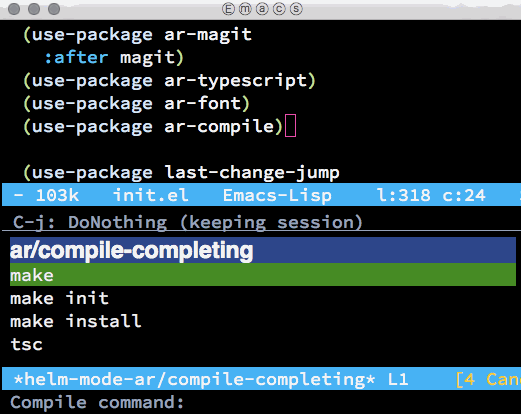 Ⓔⓜⓐⓒⓢ
(use-package ar-magit
:after magit)
(use-package ar-typescript)
(use-package ar-font)
(use-package ar-compile)
(use-package last-change-jump
- 103k init.el Emacs-Lisp l:318 c:24
C-j: DoNothing (keeping session)
ar/compile-completing
make
make init
make install
tsc
*helm-mode-ar/compile-completing* L1 [4 Can
Compile command: